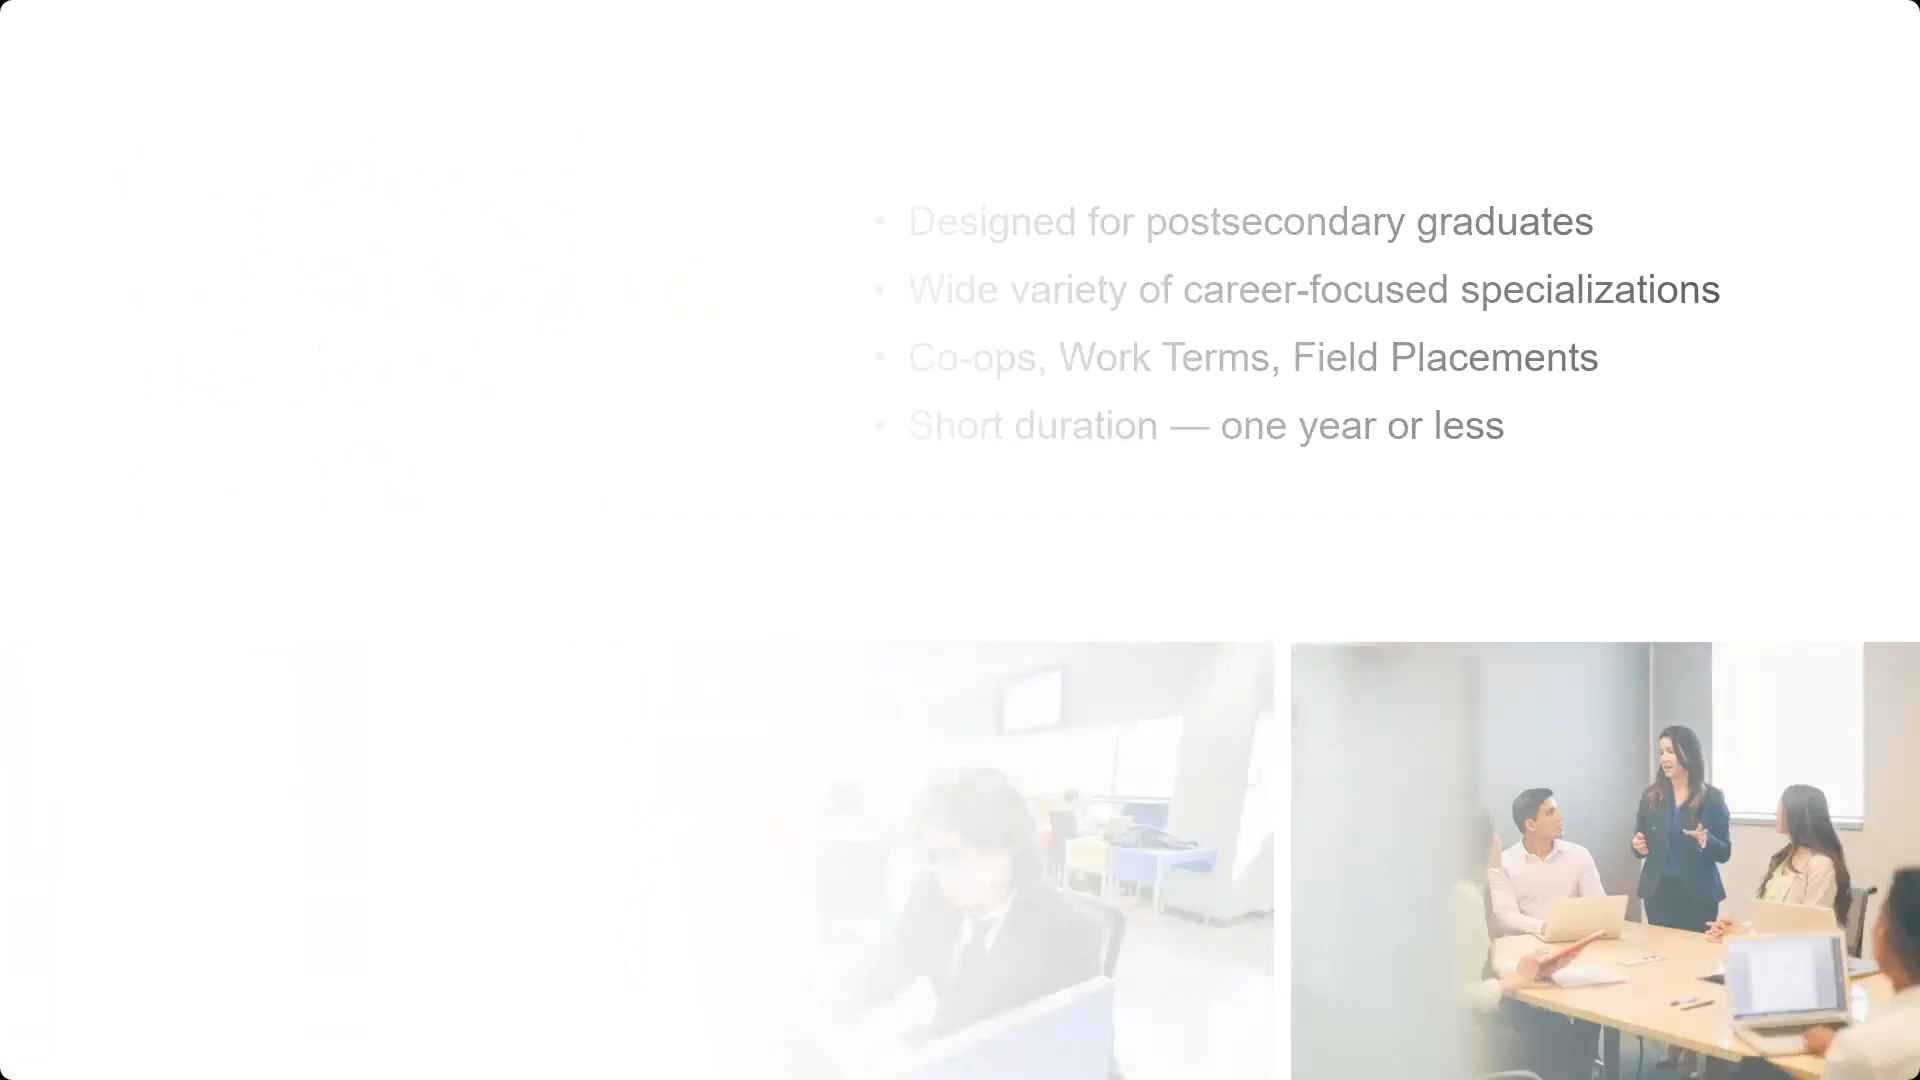 • Designed for postsecondary graduates
• Wide variety of career-focused specializations
• Co-ops, Work Terms, Field Placements
• Short duration — one year or less